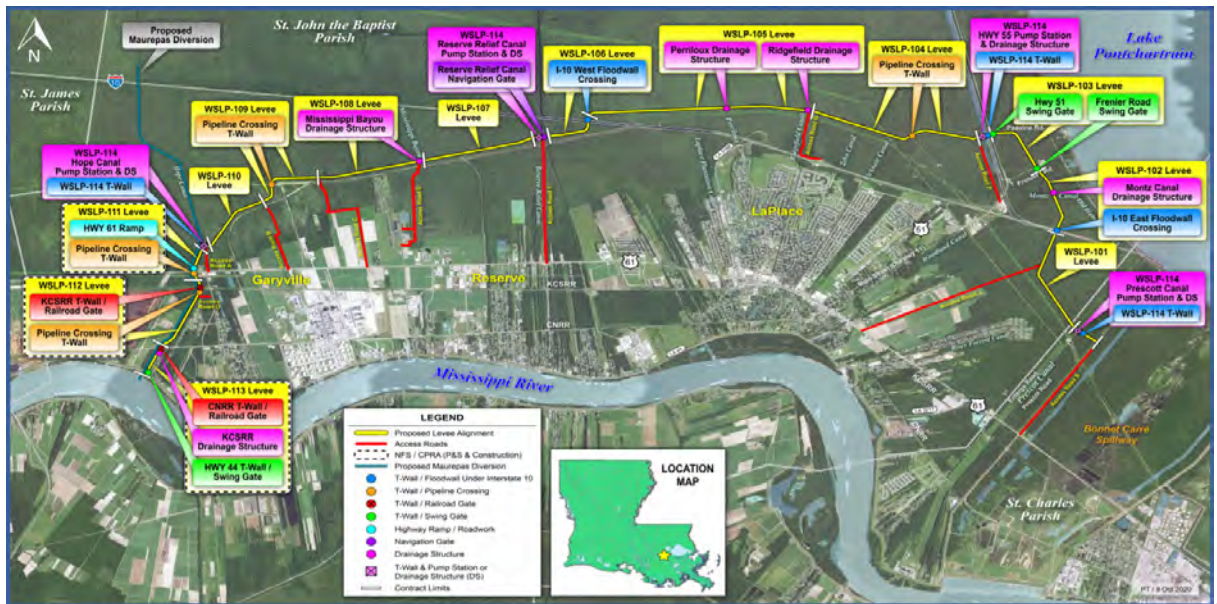 N
Proposed
Maurepas Diversion
St. John the Baptist
Parish
St. James
Parish
10
WSLP-114
Reserve Relief Canal
Pump Station & DS
Reserve Relief Canal
Navigation Gate
WSLP-106 Levee
I-10 West Floodwall
Crossing
WSLP-105 Levee
Pernloux Drainage
Structure
Ridgefield Drainage
Structure
WSLP-104 Levee
Pipeline Crossing
T-Wall
WSLP-114
HWY 55 Pump Station
& Drainage Structure
WSLP-114 T-Wall
Lake
Pontchartrain
WSLP-103 Levee
Hwy 51
Swing Gate
Frenier Road
Swing Gate
WSLP-109 Levee
Pipeline Crossing
T-Wall
WSLP-108 Levee
Mississippi Bayou
Drainage Structure
WSLP-107
Levee
WSLP-114
Hope Canal
Pump Station & DS
WSLP-114 T-Wall
WSLP-110
Levee
WSLP-102 Levee
Montz Canal
Drainage Structure
I-10 East Floodwall
Crossing
WSLP-111 Levee
HWY 61 Ramp
Pipeline Crossing
T-Wall
LaPlace
61
WSLP-101
Levee
Garyville
Reserve
61
KCSRR
WSLP-112 Levee
KCSRR T-Wall /
Railroad Gate
Pipeline Crossing
T-Wall
WSLP-114
Prescott Canal
Pump Station & DS
WSLP-114 T-Wall
CNRR
Mississippi River
WSLP-113 Levee
CNRR T-Wall /
Railroad Gate
KCSRR
Drainage Structure
HWY 44 T-Wall /
Swing Gate
61
Bonnet Carré
Spillway
St. Charles
Parish
LEGEND
Proposed Levee Alignment
Access Roads
NFS / CPRA (P&S & Construction)
Proposed Maurepas Diversion
T-Wall / Floodwall Under Interstate 10
T-Wall / Pipeline Crossing
T-Wall / Railroad Gate
T-Wall / Swing Gate
Highway Ramp / Roadwork
Navigation Gate
Drainage Structure
T-Wall & Pump Station or
Drainage Structure (DS)
Contract Limits
LOCATION
MAP
PT / 8 Oct 2020